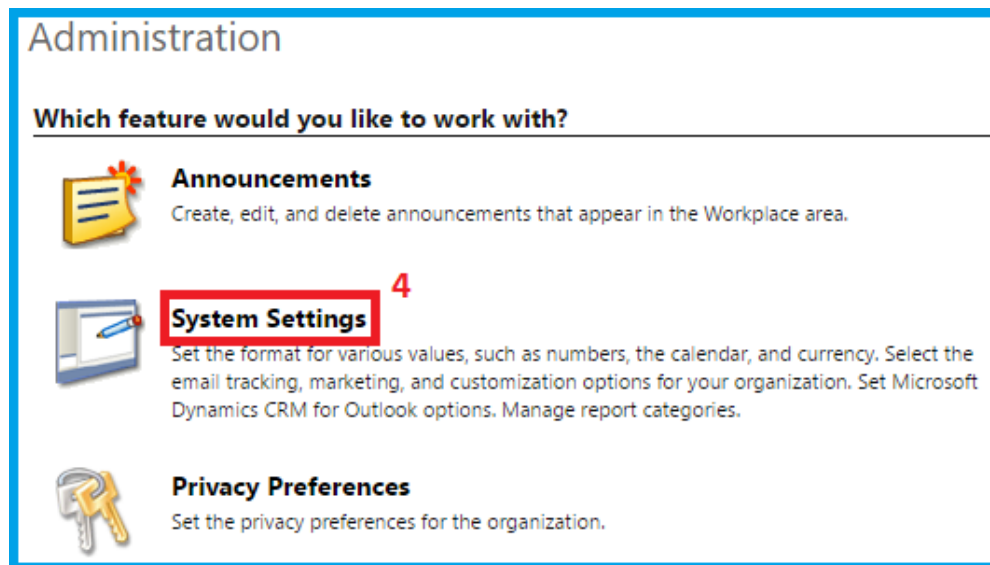 Administration
Which feature would you like to work with?
Announcements
Create, edit, and delete announcements that appear in the Workplace area.
4
System Settings
Set the format for various values, such as numbers, the calendar, and currency. Select the
email tracking, marketing, and customization options for your organization. Set Microsoft
Dynamics CRM for Outlook options. Manage report categories.
Privacy Preferences
Set the privacy preferences for the organization.